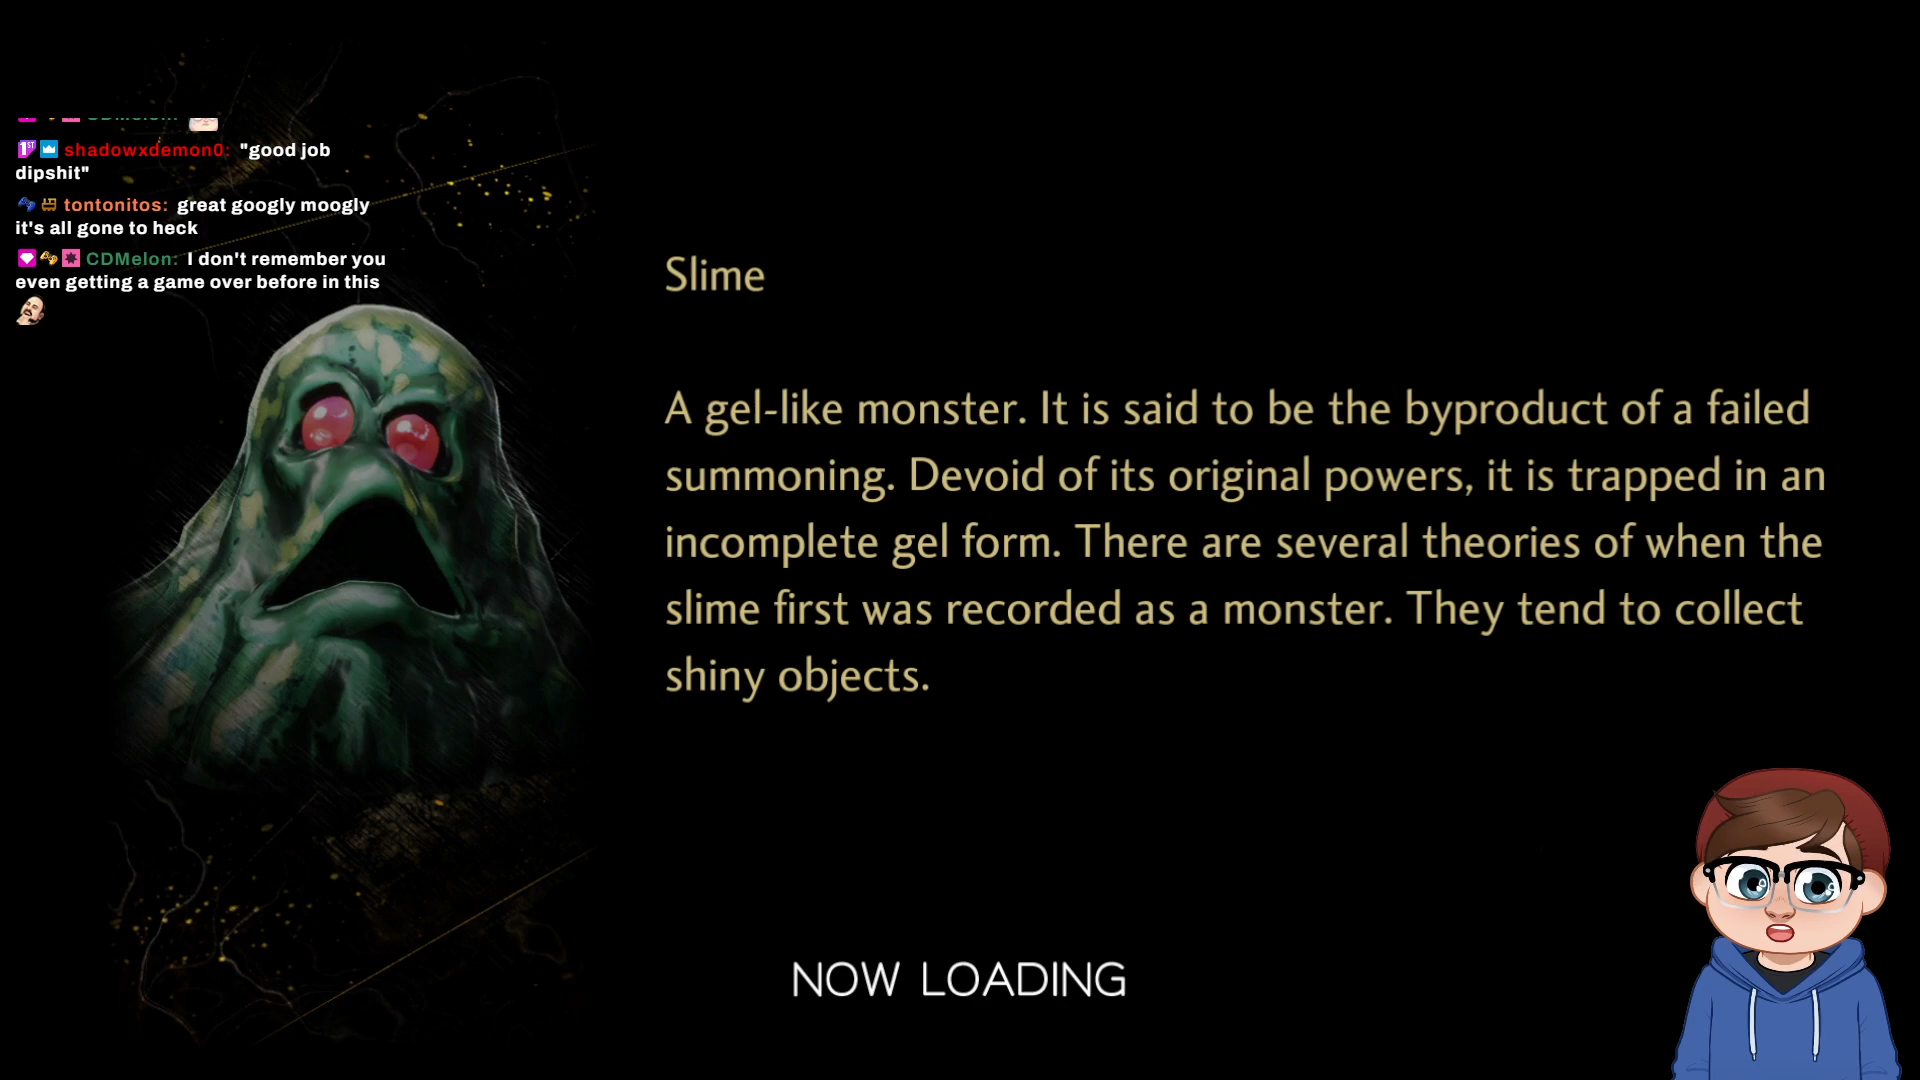 shadowxdemon0: "good job
dipshit"
tontonitos: great googly moogly
it's all gone to heck
CDMelon: I don't remember you
even getting a game over before in this
Slime
A gel-like monster. It is said to be the byproduct of a failed
summoning. Devoid of its original powers, it is trapped in an
incomplete gel form. There are several theories of when the
slime first was recorded as a monster. They tend to collect
shiny objects.
NOW LOADING